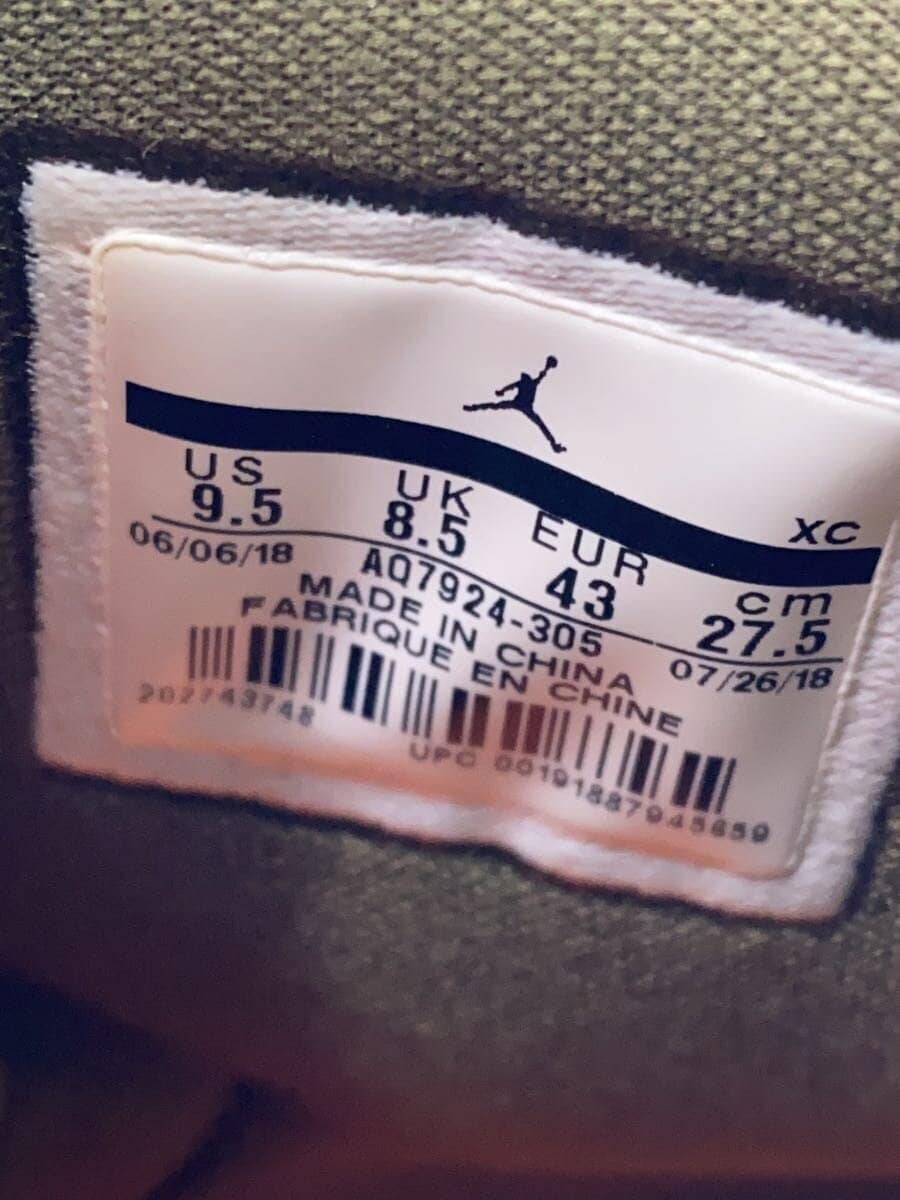 XC
US UK EUR cm
9.5 8.5 43 27.5
06/06/18 AQ7924-305 07/26/18
MADE IN CHINA
FABRIQUE EN CHINE
202743748
UPC 00191887945659